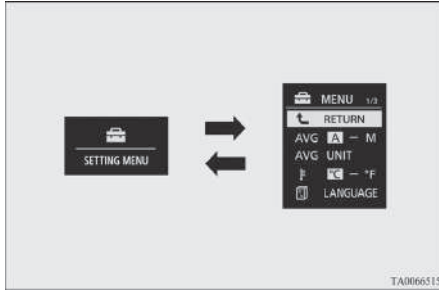 SETTING MENU
MENU 1/3
RETURN
AVG A – M
AVG UNIT
°C – °F
LANGUAGE
TA0066515